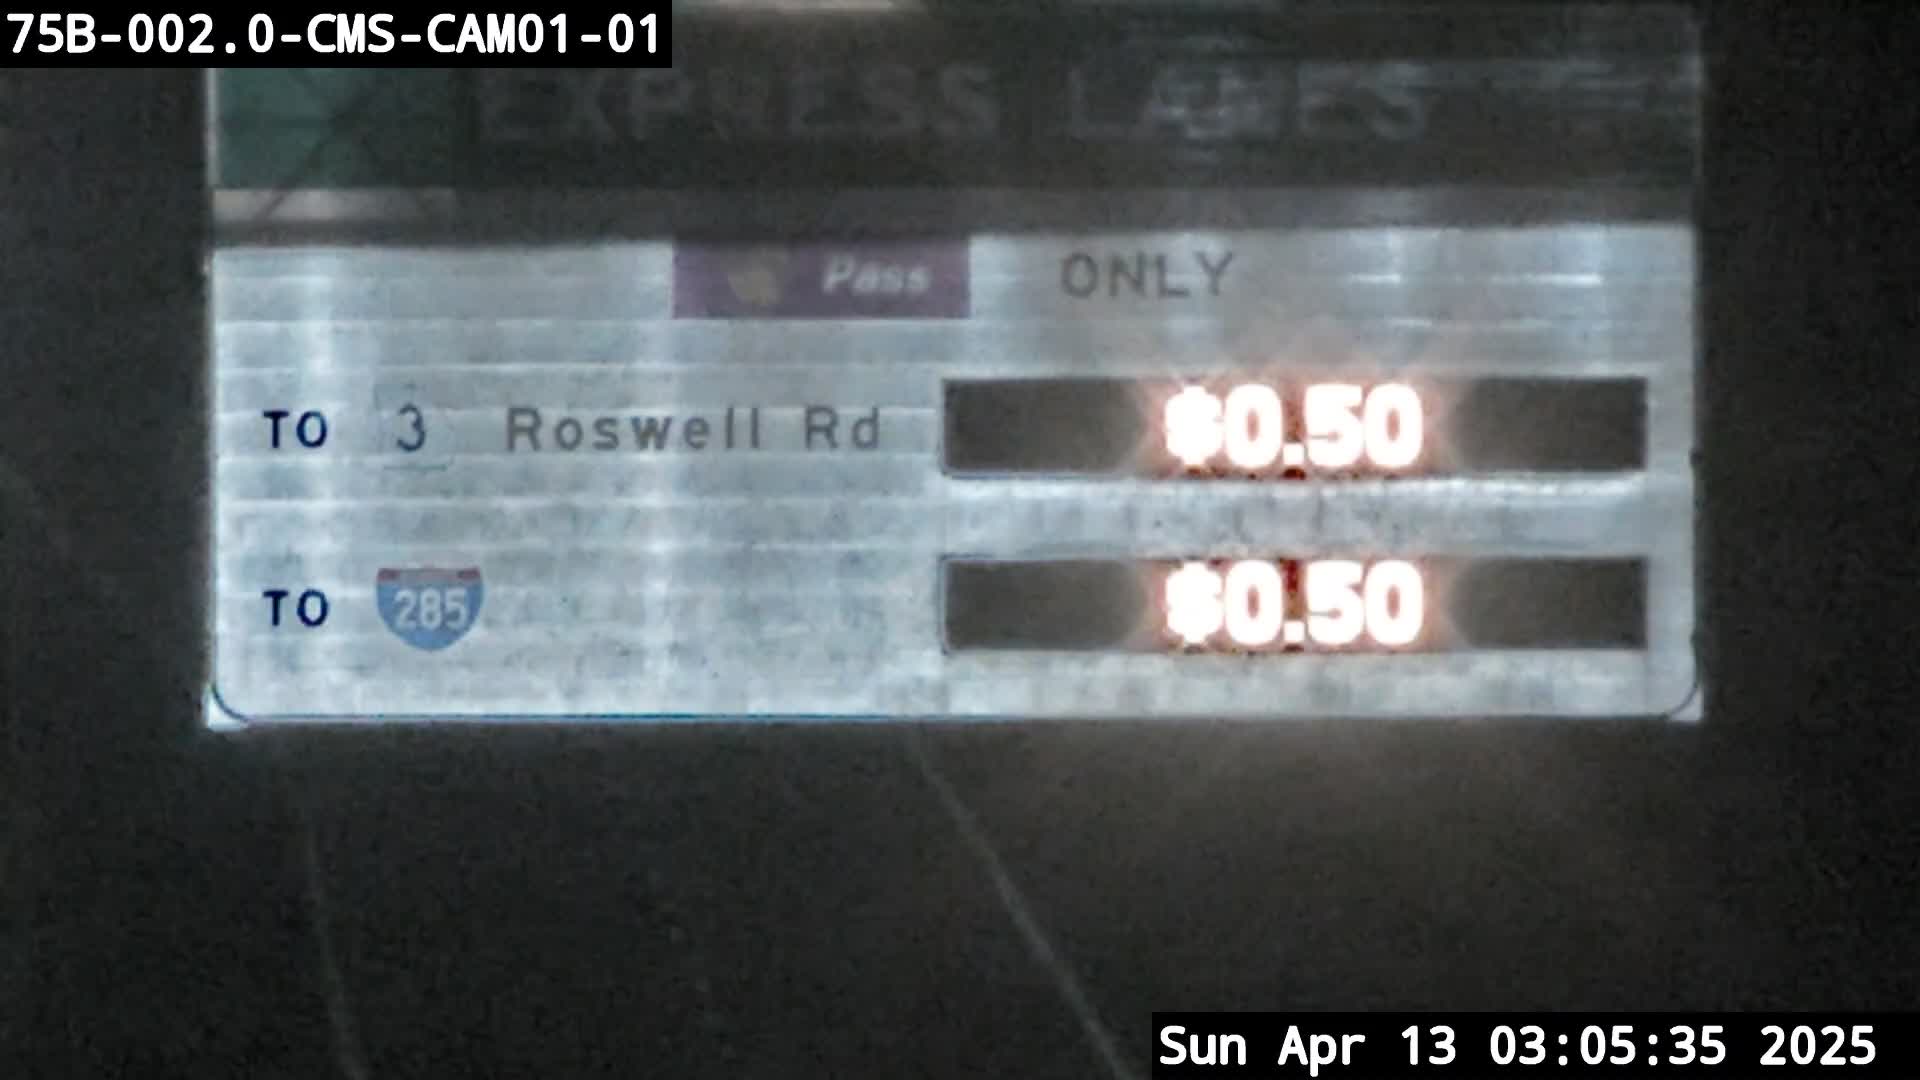 75B-002.0-CMS-CAM01-01
EXPRESS LANES
Pass ONLY
TO 3 Roswell Rd $0.50
TO 285 $0.50
Sun Apr 13 03:05:35 2025